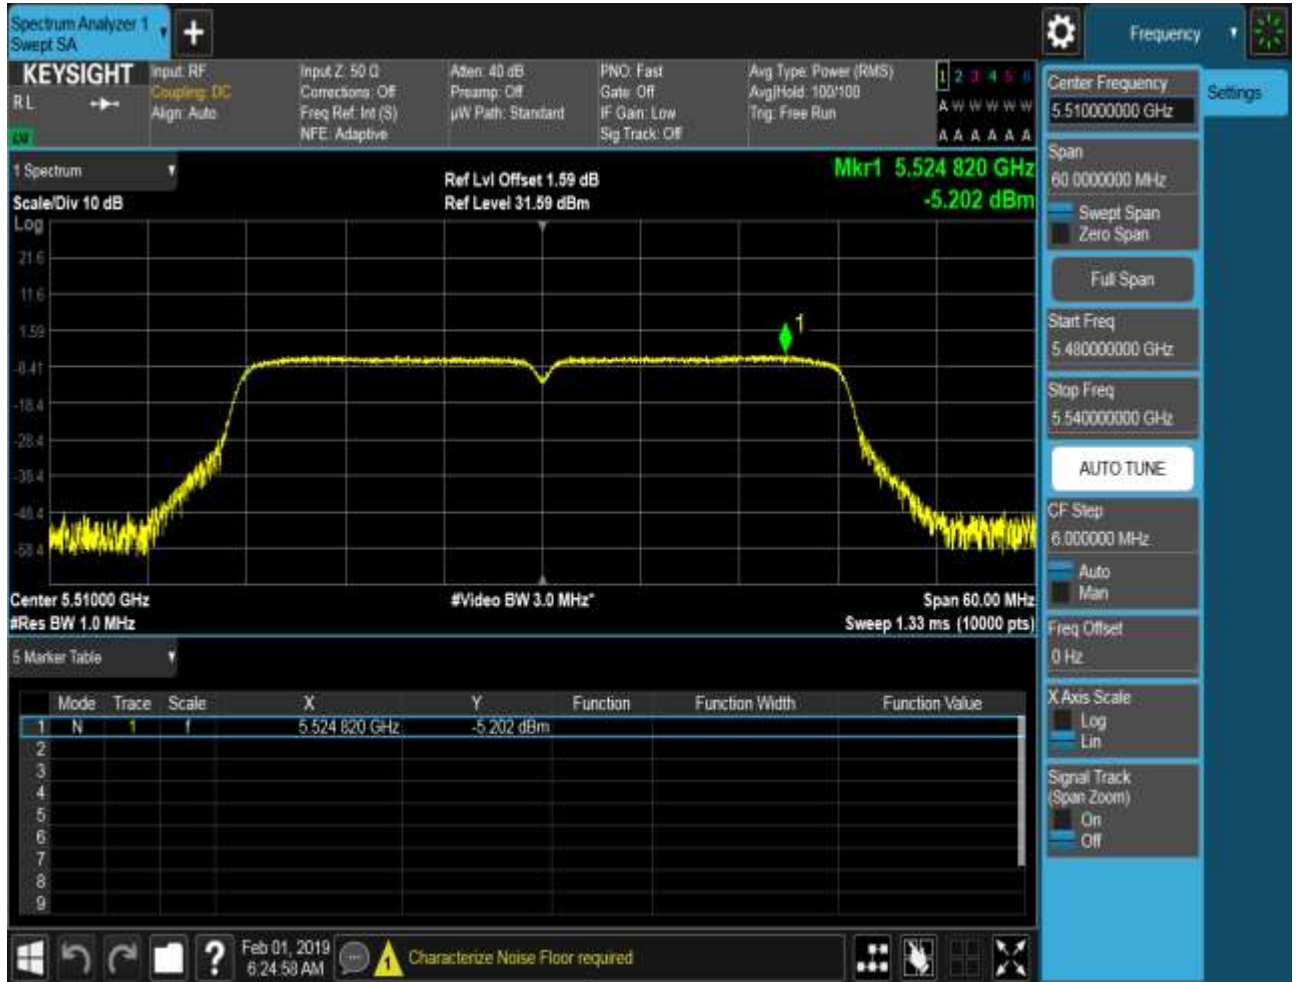 Spectrum Analyzer 1
Swept SA
Frequency
KEYSIGHT
RL
Input: RF
Coupling: DC
Align: Auto
Input Z: 50 Ω
Corrections: Off
Freq Ref: Int (S)
NFE: Adaptive
Atten: 40 dB
Preamp: Off
µW Path: Standard
PNO: Fast
Gate: Off
IF Gain: Low
Sig Track: Off
Avg Type: Power (RMS)
Avg|Hold: 100/100
Trig: Free Run
1 2 3 4 5 6
A W W W W W
A A A A A A
1 Spectrum
Scale/Div 10 dB
Ref Lvl Offset 1.59 dB
Ref Level 31.59 dBm
Mkr1 5.524 820 GHz
-5.202 dBm
Log
21.6
11.6
1.59
-8.41
-18.4
-28.4
-38.4
-48.4
-58.4
1
Center 5.51000 GHz
#Res BW 1.0 MHz
#Video BW 3.0 MHz*
Span 60.00 MHz
Sweep 1.33 ms (10000 pts)
5 Marker Table
Mode Trace Scale X Y Function Function Width Function Value
1 N 1 f 5.524 820 GHz -5.202 dBm
2
3
4
5
6
7
8
9
Feb 01, 2019
6:24:58 AM
1
Characterize Noise Floor required
Center Frequency
5.510000000 GHz
Settings
Span
60.0000000 MHz
Swept Span
Zero Span
Full Span
Start Freq
5.480000000 GHz
Stop Freq
5.540000000 GHz
AUTO TUNE
CF Step
6.000000 MHz
Auto
Man
Freq Offset
0 Hz
X Axis Scale
Log
Lin
Signal Track
(Span Zoom)
On
Off